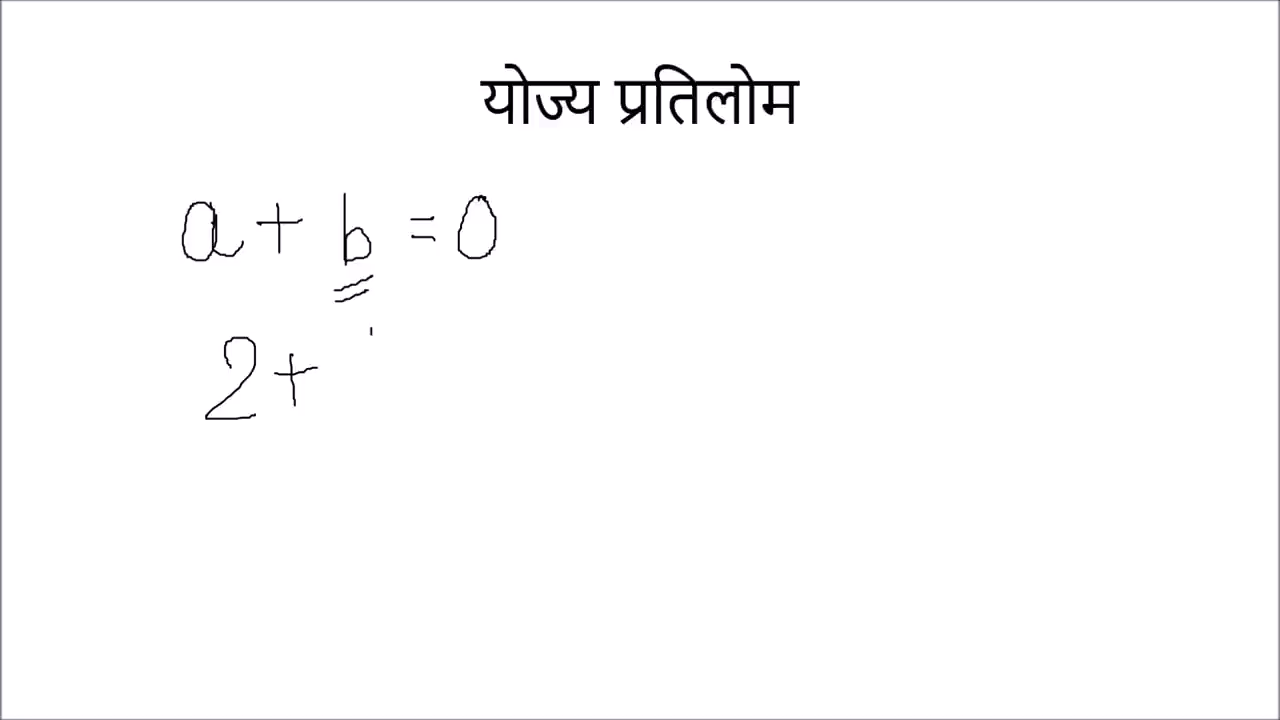 योज्य प्रतिलोम
a + b = 0
2 +